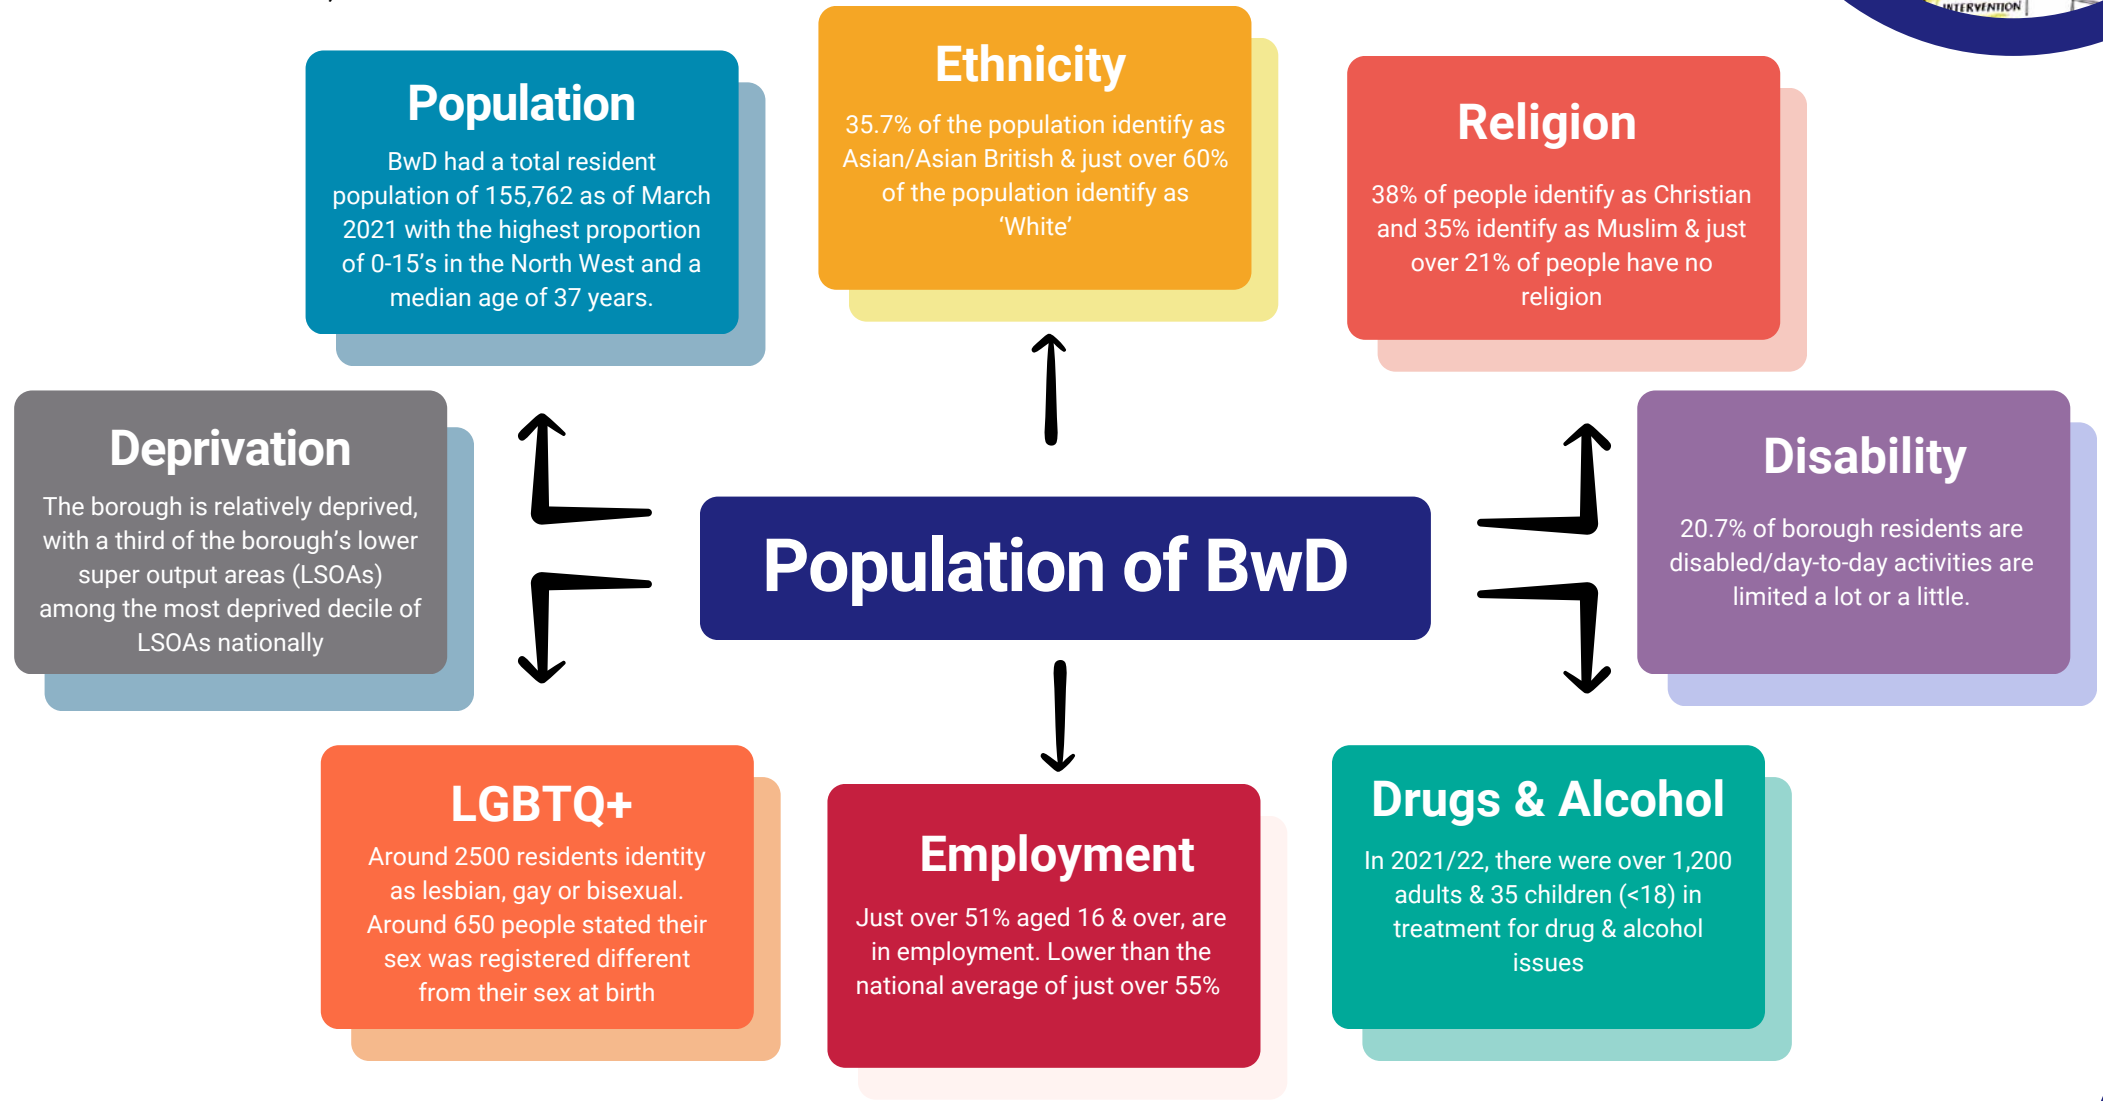 INTERVENTION
Population
BwD had a total resident
population of 155,762 as of March
2021 with the highest proportion
of 0-15's in the North West and a
median age of 37 years.
Ethnicity
35.7% of the population identify as
Asian/Asian British & just over 60%
of the population identify as
‘White’
Religion
38% of people identify as Christian
and 35% identify as Muslim & just
over 21% of people have no
religion
Deprivation
The borough is relatively deprived,
with a third of the borough's lower
super output areas (LSOAs)
among the most deprived decile of
LSOAs nationally
Population of BwD
Disability
20.7% of borough residents are
disabled/day-to-day activities are
limited a lot or a little.
LGBTQ+
Around 2500 residents identity
as lesbian, gay or bisexual.
Around 650 people stated their
sex was registered different
from their sex at birth
Employment
Just over 51% aged 16 & over, are
in employment. Lower than the
national average of just over 55%
Drugs & Alcohol
In 2021/22, there were over 1,200
adults & 35 children (<18) in
treatment for drug & alcohol
issues